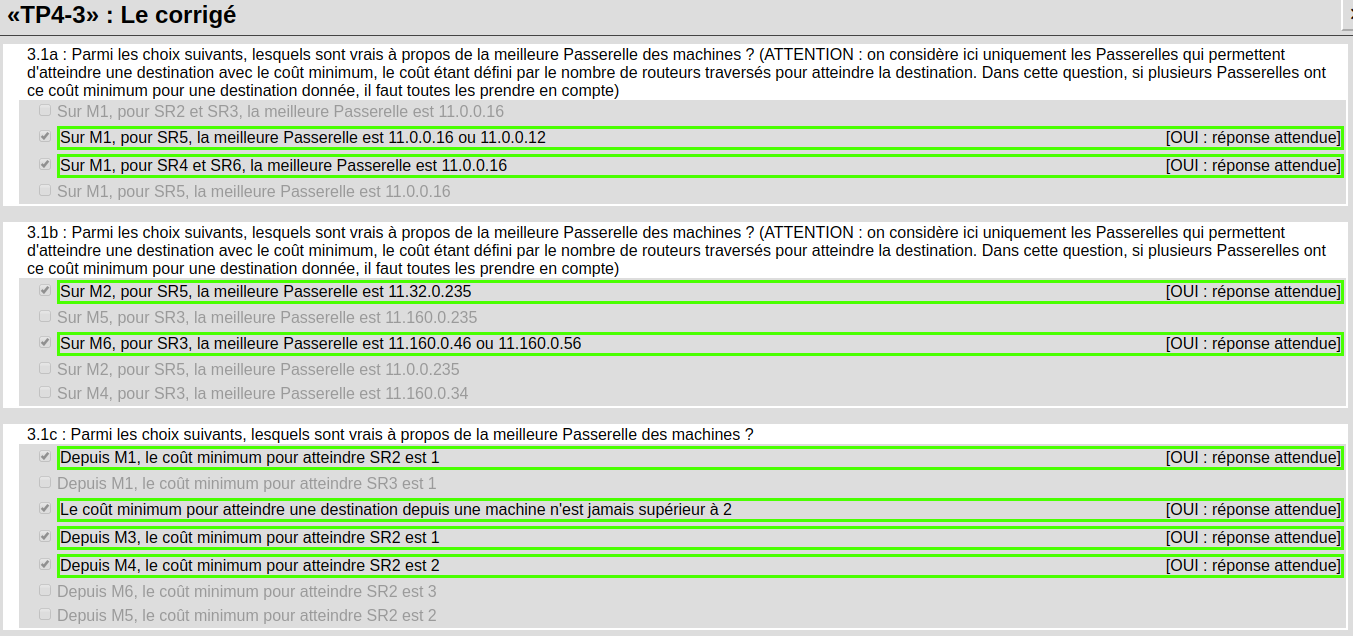 «TP4-3» : Le corrigé
3.1a : Parmi les choix suivants, lesquels sont vrais à propos de la meilleure Passerelle des machines ? (ATTENTION : on considère ici uniquement les Passerelles qui permettent
d'atteindre une destination avec le coût minimum, le coût étant défini par le nombre de routeurs traversés pour atteindre la destination. Dans cette question, si plusieurs Passerelles ont
ce coût minimum pour une destination donnée, il faut toutes les prendre en compte)
Sur M1, pour SR2 et SR3, la meilleure Passerelle est 11.0.0.16
Sur M1, pour SR5, la meilleure Passerelle est 11.0.0.16 ou 11.0.0.12 [OUI : réponse attendue]
Sur M1, pour SR4 et SR6, la meilleure Passerelle est 11.0.0.16 [OUI : réponse attendue]
Sur M1, pour SR5, la meilleure Passerelle est 11.0.0.16
3.1b : Parmi les choix suivants, lesquels sont vrais à propos de la meilleure Passerelle des machines ? (ATTENTION : on considère ici uniquement les Passerelles qui permettent
d'atteindre une destination avec le coût minimum, le coût étant défini par le nombre de routeurs traversés pour atteindre la destination. Dans cette question, si plusieurs Passerelles ont
ce coût minimum pour une destination donnée, il faut toutes les prendre en compte)
Sur M2, pour SR5, la meilleure Passerelle est 11.32.0.235 [OUI : réponse attendue]
Sur M5, pour SR3, la meilleure Passerelle est 11.160.0.235
Sur M6, pour SR3, la meilleure Passerelle est 11.160.0.46 ou 11.160.0.56 [OUI : réponse attendue]
Sur M2, pour SR5, la meilleure Passerelle est 11.0.0.235
Sur M4, pour SR3, la meilleure Passerelle est 11.160.0.34
3.1c : Parmi les choix suivants, lesquels sont vrais à propos de la meilleure Passerelle des machines ?
Depuis M1, le coût minimum pour atteindre SR2 est 1 [OUI : réponse attendue]
Depuis M1, le coût minimum pour atteindre SR3 est 1
Le coût minimum pour atteindre une destination depuis une machine n'est jamais supérieur à 2 [OUI : réponse attendue]
Depuis M3, le coût minimum pour atteindre SR2 est 1 [OUI : réponse attendue]
Depuis M4, le coût minimum pour atteindre SR2 est 2 [OUI : réponse attendue]
Depuis M6, le coût minimum pour atteindre SR2 est 3
Depuis M5, le coût minimum pour atteindre SR2 est 2